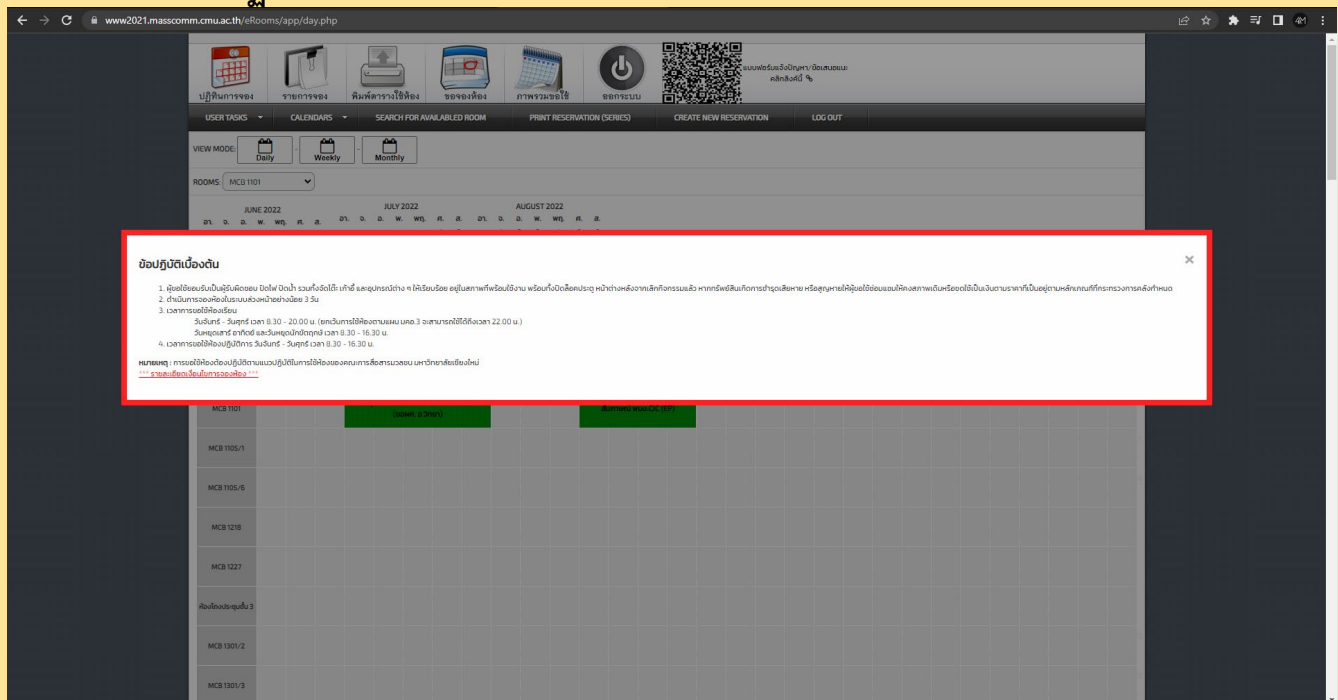 www2021.masscomm.cmu.ac.th/eRooms/app/day.php
ปฏิทินการจอง
รายการจอง
พิมพ์ตารางใช้ห้อง
ขอจองห้อง
ภาพรวมขอใช้
ออกระบบ
แบบฟอร์มแจ้งปัญหา/ข้อเสนอแนะ
คลิกลิงค์นี้
USER TASKS
CALENDARS
SEARCH FOR AVAILABLED ROOM
PRINT RESERVATION (SERIES)
CREATE NEW RESERVATION
LOG OUT
VIEW MODE: Daily - Weekly - Monthly
ROOMS: MCB 1101
JUNE 2022 JULY 2022 AUGUST 2022
อา. จ. อ. พ. พฤ. ศ. ส. อา. จ. อ. พ. พฤ. ศ. ส. อา. จ. อ. พ. พฤ. ศ. ส.
ข้อปฏิบัติเบื้องต้น
×
1. ผู้ขอใช้ยอมรับเป็นผู้รับผิดชอบ ปิดไฟ ปิดน้ำ รวมทั้งจัดโต๊ะ เก้าอี้ และอุปกรณ์ต่าง ๆ ให้เรียบร้อย อยู่ในสภาพที่พร้อมใช้งาน พร้อมทั้งปิดล็อคประตู หน้าต่างหลังจากเลิกกิจกรรมแล้ว หากทรัพย์สินเกิดการชำรุดเสียหาย หรือสูญหายให้ผู้ขอใช้ซ่อมแซมให้คงสภาพเดิมหรือชดใช้เป็นเงินตามราคาที่เป็นอยู่ตามหลักเกณฑ์ที่กระทรวงการคลังกำหนด
2. ดำเนินการจองห้องในระบบล่วงหน้าอย่างน้อย 3 วัน
3. เวลาการขอใช้ห้องเรียน
วันจันทร์ - วันศุกร์ เวลา 8.30 - 20.00 น. (ยกเว้นการใช้ห้องตามแผน มคอ.3 จะสามารถใช้ได้ถึงเวลา 22.00 น.)
วันหยุดเสาร์ อาทิตย์ และวันหยุดนักขัตฤกษ์ เวลา 8.30 - 16.30 น.
4. เวลาการขอใช้ห้องปฏิบัติการ วันจันทร์ - วันศุกร์ เวลา 8.30 - 16.30 น.
หมายเหตุ : การขอใช้ห้องต้องปฏิบัติตามแนวปฏิบัติในการใช้ห้องของคณะการสื่อสารมวลชน มหาวิทยาลัยเชียงใหม่
*** รายละเอียดเงื่อนไขการจองห้อง ***
MCB 1101
MCB 1105/1
MCB 1105/6
MCB 1218
MCB 1227
ห้องโถงประชุมชั้น 3
MCB 1301/2
MCB 1301/3